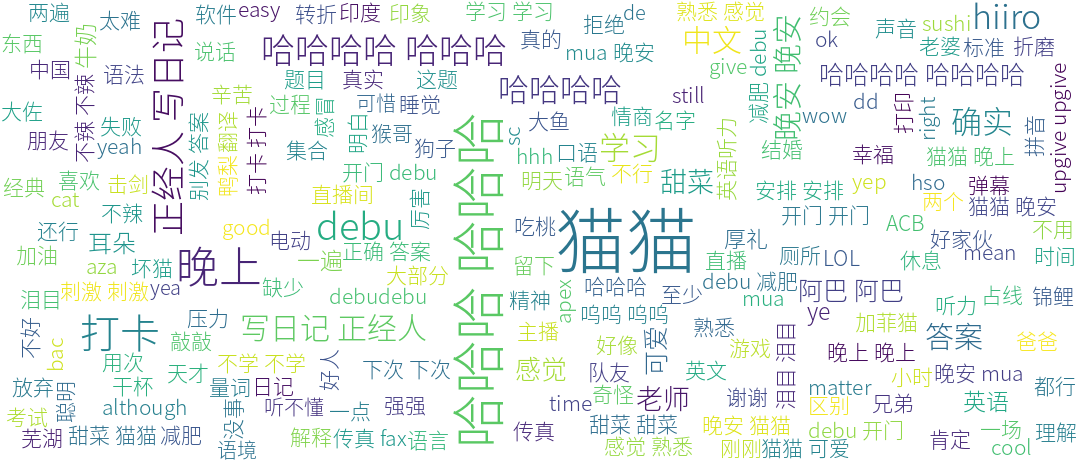 两遍
太难
软件 easy
转折 印度 印象
学习 学习
拒绝 de
熟悉 感觉
约会
hiiro
东西
中国
牛奶
说话
哈哈哈哈 哈哈哈
真的
mua 晚安
中文
ok
声音 sushi
老婆 标准 折磨
语法
不辣 不辣
正经人 写日记
题目 真实
这题
哈哈哈哈
give
减肥 debu
晚安 晚安
哈哈哈哈 哈哈哈哈
大佐
辛苦
过程
感冒
可惜 睡觉
情商
still
dd
打印
right
确实
upgive upgive
朋友
失败
yeah
别发 答案
鸭梨 翻译
打卡 打卡
集合
明白
猴哥
狗子
哈哈哈 哈哈哈
sc
大鱼
名字
wow
拼音
经典
喜欢
击剑
开门 debu
hhh 口语
学习
英语听力
结婚
幸福
猫猫 晚上
cat
不辣
直播间
厉害
明天 语气
不行
甜菜
安排 安排
yep
hso
弹幕
两个
猫猫 晚安
还行
耳朵
good
电动
debu
吃桃
猫猫
开门 开门
ACB
不用
加油
aza
坏猫
晚上
一遍
正确 答案
留下
厚礼
厕所 LOL
好家伙
泪目
刺激 刺激
yea
缺少
大部分
直播
休息
mean
时间
debudebu
精神
apex
哈哈哈
至少
debu 减肥
mua
阿巴 阿巴
听力
占线
锦鲤
不好
bac
打卡
压力
敲敲
写日记 正经人
主播
呜呜 呜呜
熟悉
ye
加菲猫
答案
爸爸
用次
天才
不学 不学
好人
下次 下次
感觉
好像
可爱
游戏
泪目 泪目
晚上 晚上
放弃
聪明
干杯
量词
日记
队友
奇怪
英文
小时
晚安 mua
考试
although
没事
听不懂
一点
强强
time
老师
谢谢
matter
区别
兄弟
英语
都行
芜湖
甜菜 猫猫 减肥
语境
解释 传真 fax 语言
传真
甜菜 甜菜
感觉 熟悉
晚安 猫猫
刚刚 猫猫 可爱
debu 开门
肯定
一场
cool
理解